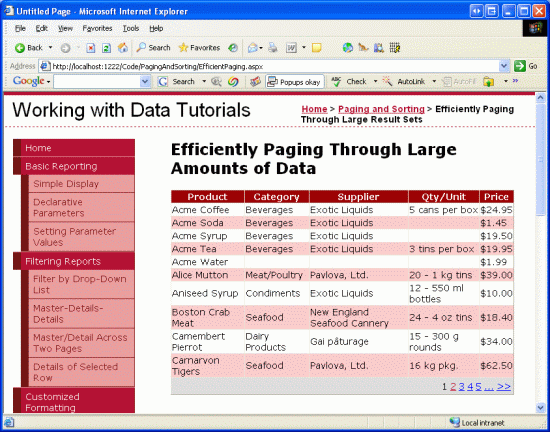 Untitled Page - Microsoft Internet Explorer
File Edit View Favorites Tools Help
Back Search Favorites
Address http://localhost:1222/Code/PagingAndSorting/EfficientPaging.aspx Go
Google Search Popups okay Check AutoLink AutoFill
Working with Data Tutorials
Home > Paging and Sorting > Efficiently Paging
Through Large Result Sets
Home
Basic Reporting
Simple Display
Declarative
Parameters
Setting Parameter
Values
Filtering Reports
Filter by Drop-Down
List
Master-Details-
Details
Master/Detail Across
Two Pages
Details of Selected
Row
Customized
Formatting
Efficiently Paging Through Large
Amounts of Data
Product Category Supplier Qty/Unit Price
Acme Coffee Beverages Exotic Liquids 5 cans per box $24.95
Acme Soda Beverages Exotic Liquids $1.45
Acme Syrup Beverages Exotic Liquids $19.50
Acme Tea Beverages Exotic Liquids 3 tins per box $19.95
Acme Water $1.99
Alice Mutton Meat/Poultry Pavlova, Ltd. 20 - 1 kg tins $39.00
Aniseed Syrup Condiments Exotic Liquids 12 - 550 ml
bottles $10.00
Boston Crab
Meat Seafood New England
Seafood Cannery 24 - 4 oz tins $18.40
Camembert
Pierrot Dairy
Products Gai pâturage 15 - 300 g
rounds $34.00
Carnarvon
Tigers Seafood Pavlova, Ltd. 16 kg pkg. $62.50
1 2 3 4 5 ... >>
Local intranet